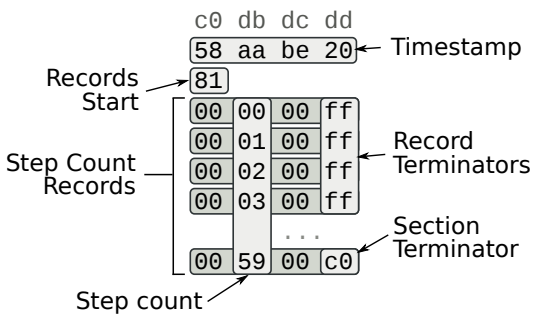 c0 db dc dd
58 aa be 20
Timestamp
Records
Start
81
00 00 00 ff
00 01 00 ff
00 02 00 ff
00 03 00 ff
...
00 59 00 c0
Step Count
Records
Record
Terminators
Section
Terminator
Step count